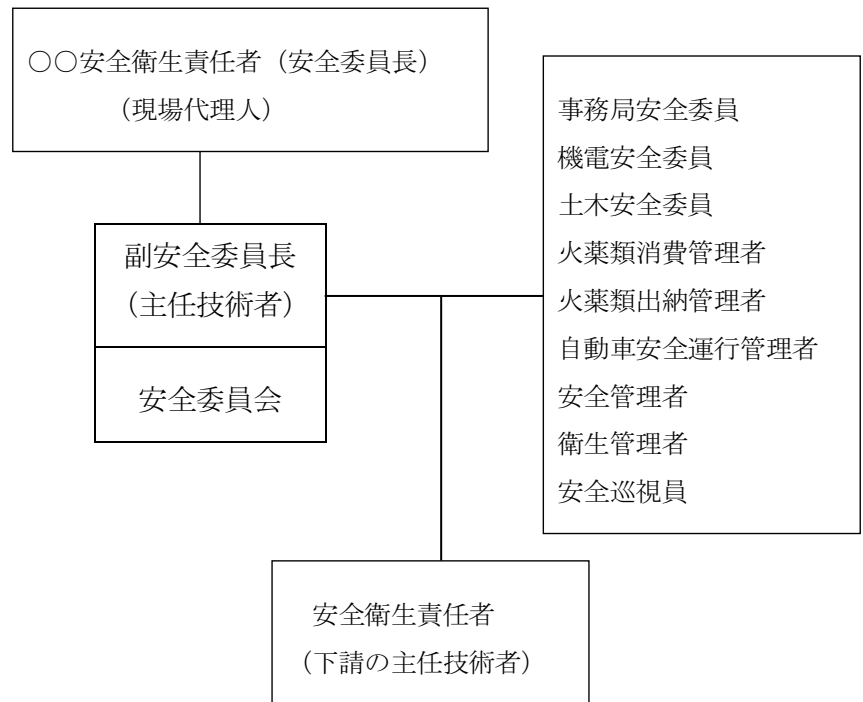 ○○安全衛生責任者（安全委員長）
（現場代理人）
副安全委員長
（主任技術者）
安全委員会
事務局安全委員
機電安全委員
土木安全委員
火薬類消費管理者
火薬類出納管理者
自動車安全運行管理者
安全管理者
衛生管理者
安全巡視員
安全衛生責任者
（下請の主任技術者）